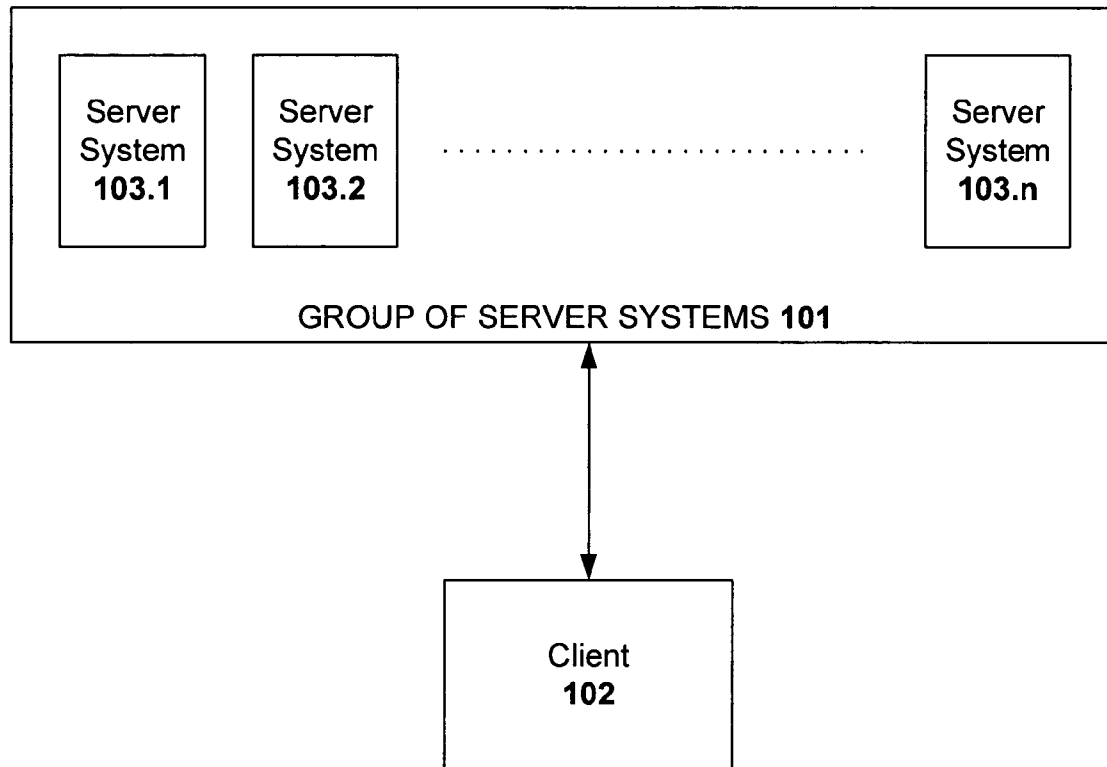 Server
System
103.1
Server
System
103.2
Server
System
103.n
GROUP OF SERVER SYSTEMS 101
Client
102